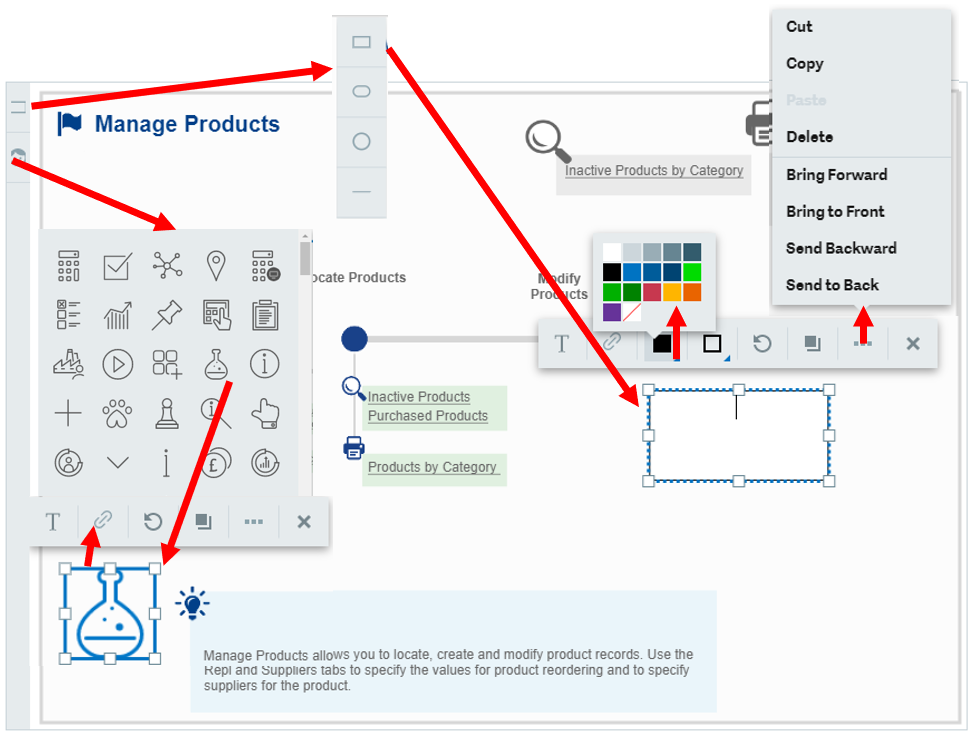 Cut
Copy
Paste
Delete
Bring Forward
Bring to Front
Send Backward
Send to Back
Manage Products
Inactive Products by Category
ocate Products
Modify
Products
T
Inactive Products
Purchased Products
Products by Category
T
Manage Products allows you to locate, create and modify product records. Use the
Repl and Suppliers tabs to specify the values for product reordering and to specify
suppliers for the product.